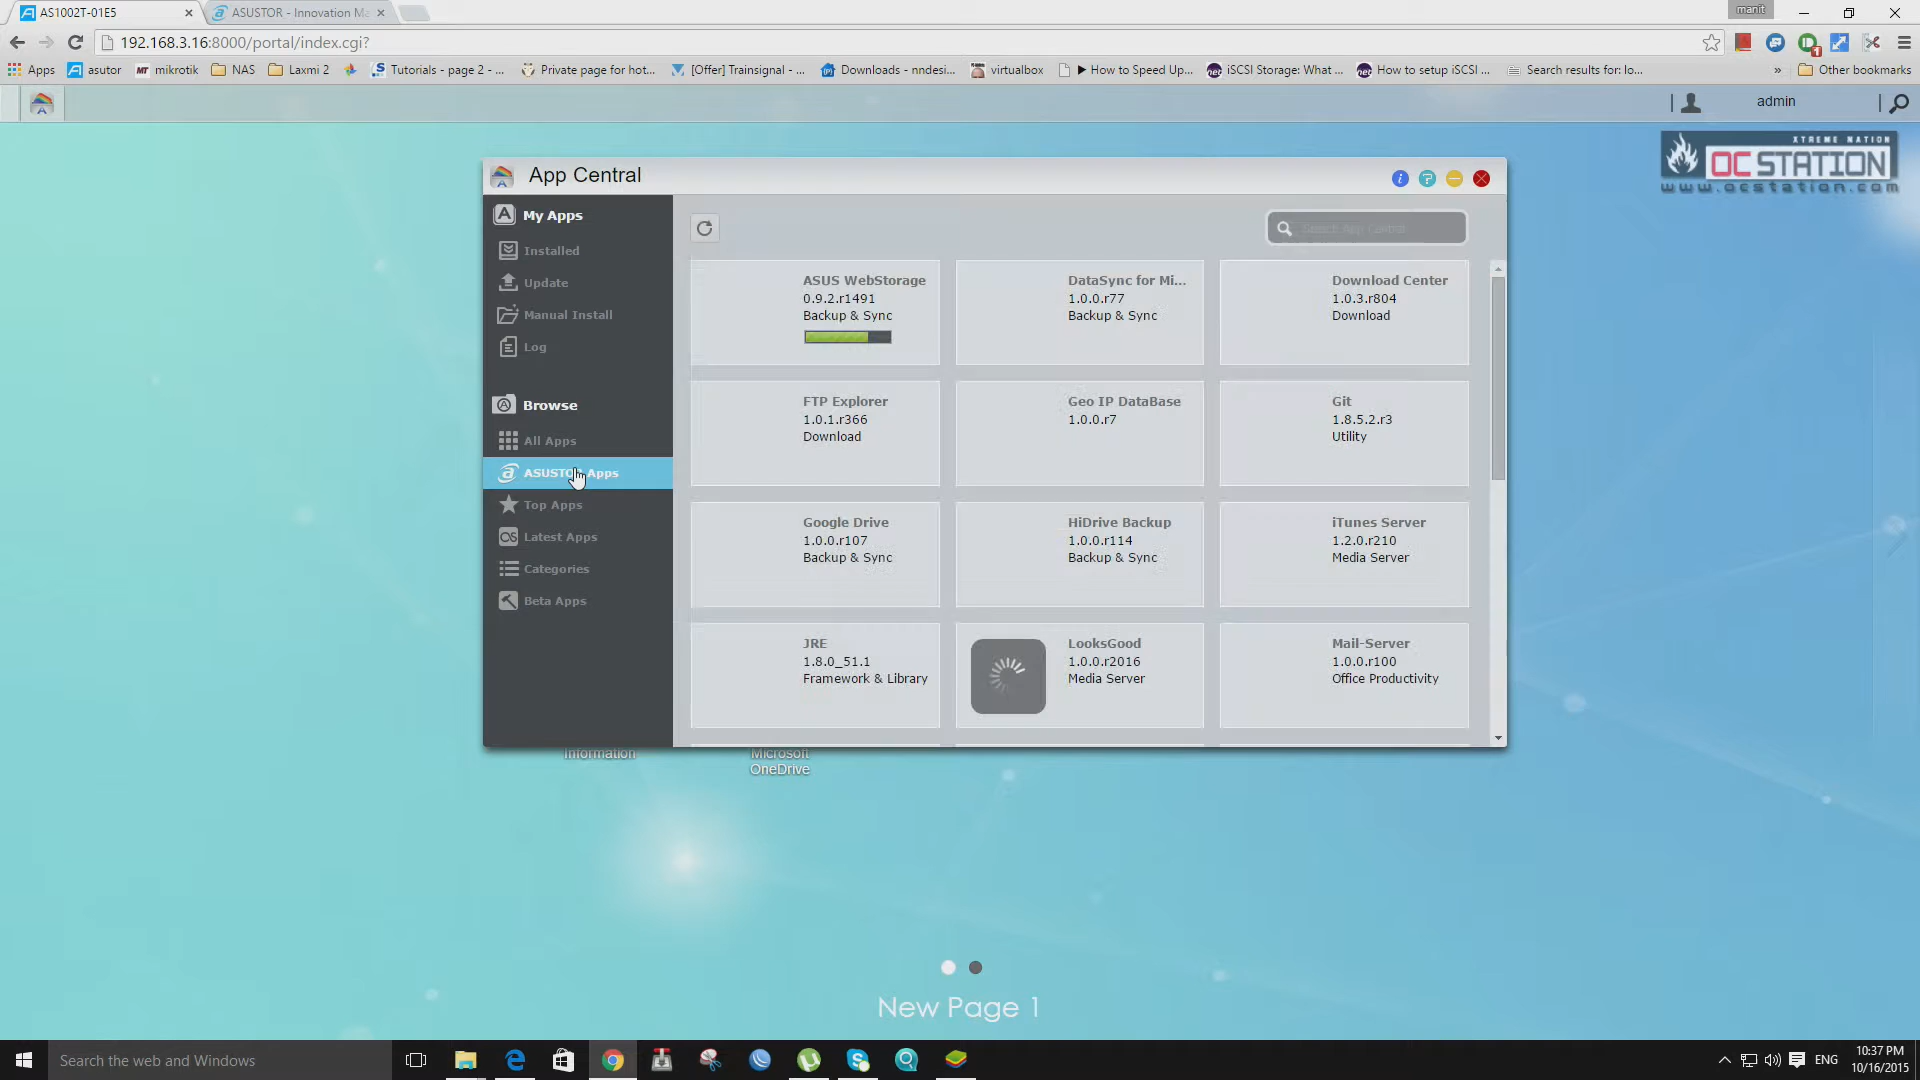 AS1002T-01E5
ASUSTOR - Innovation Ma
manit
192.168.3.16:8000/portal/index.cgi?
Apps
asutor
mikrotik
NAS
Laxmi 2
Tutorials - page 2 - ...
Private page for hot...
[Offer] Trainsignal - ...
Downloads - nndesi...
virtualbox
► How to Speed Up...
iSCSI Storage: What ...
How to setup iSCSI ...
Search results for: lo...
»
Other bookmarks
admin
XTREME NATION
OC STATION
www.ocstation.com
App Central
My Apps
Installed
Update
Manual Install
Log
Browse
All Apps
ASUSTOR Apps
Top Apps
Latest Apps
Categories
Beta Apps
Search App Central
ASUS WebStorage
0.9.2.r1491
Backup & Sync
DataSync for Mi...
1.0.0.r77
Backup & Sync
Download Center
1.0.3.r804
Download
FTP Explorer
1.0.1.r366
Download
Geo IP DataBase
1.0.0.r7
Git
1.8.5.2.r3
Utility
Google Drive
1.0.0.r107
Backup & Sync
HiDrive Backup
1.0.0.r114
Backup & Sync
iTunes Server
1.2.0.r210
Media Server
JRE
1.8.0_51.1
Framework & Library
LooksGood
1.0.0.r2016
Media Server
Mail-Server
1.0.0.r100
Office Productivity
Information
Microsoft
OneDrive
New Page 1
Search the web and Windows
ENG
10:37 PM
10/16/2015